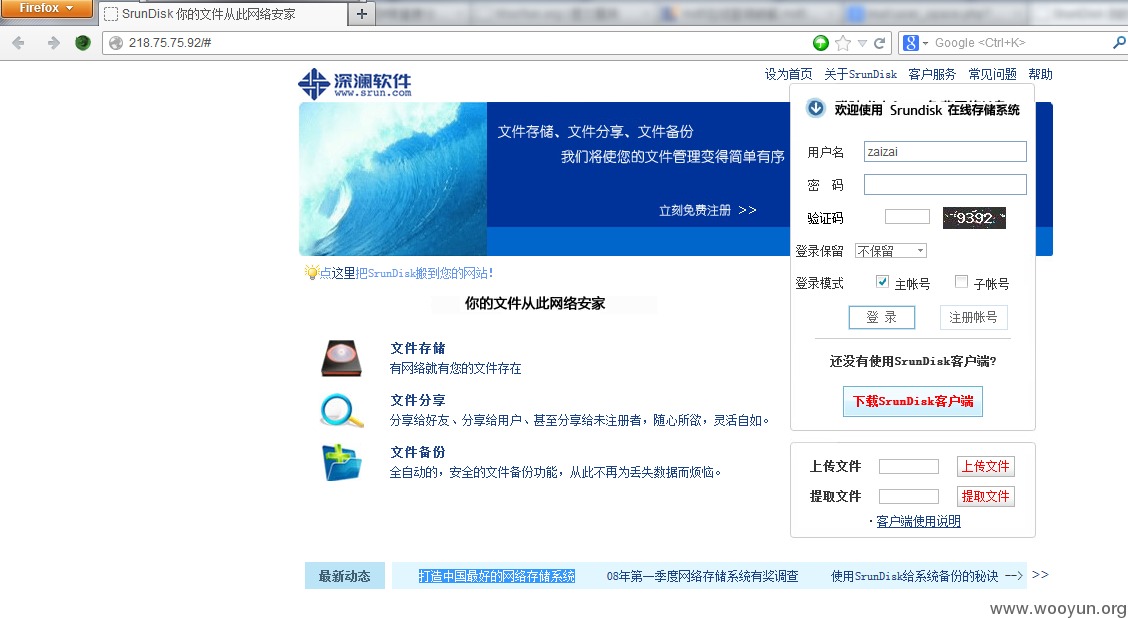 Firefox
SrunDisk 你的文件从此网络安家
218.75.75.92/#
Google <Ctrl+K>
深澜软件
www.srun.com
设为首页 关于SrunDisk 客户服务 常见问题 帮助
文件存储、文件分享、文件备份
我们将使您的文件管理变得简单有序
立刻免费注册 >>
欢迎使用 Srundisk 在线存储系统
用户名 zaizai
密 码
验证码 9392
登录保留 不保留
登录模式 主帐号 子帐号
登 录 注册帐号
还没有使用SrunDisk客户端?
下载SrunDisk客户端
点这里把SrunDisk搬到您的网站!
你的文件从此网络安家
文件存储
有网络就有您的文件存在
文件分享
分享给好友、分享给用户、甚至分享给未注册者，随心所欲，灵活自如。
文件备份
全自动的，安全的文件备份功能，从此不再为丢失数据而烦恼。
上传文件 上传文件
提取文件 提取文件
·客户端使用说明
最新动态 打造中国最好的网络存储系统 08年第一季度网络存储系统有奖调查 使用SrunDisk给系统备份的秘诀 --> >>
www.wooyun.org